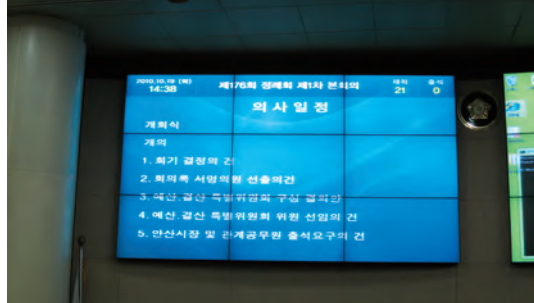 2010.10.19 (화) 제176회 정례회 제1차 본회의 재적 출석
14:38 21 0
의사일정
개회식
개의
1. 회기 결정의 건
2. 회의록 서명의원 선출의건
3. 예산.결산 특별위원회 구성 결의안
4. 예산.결산 특별위원회 위원 선임의 건
5. 안산시장 및 관계공무원 출석요구의 건